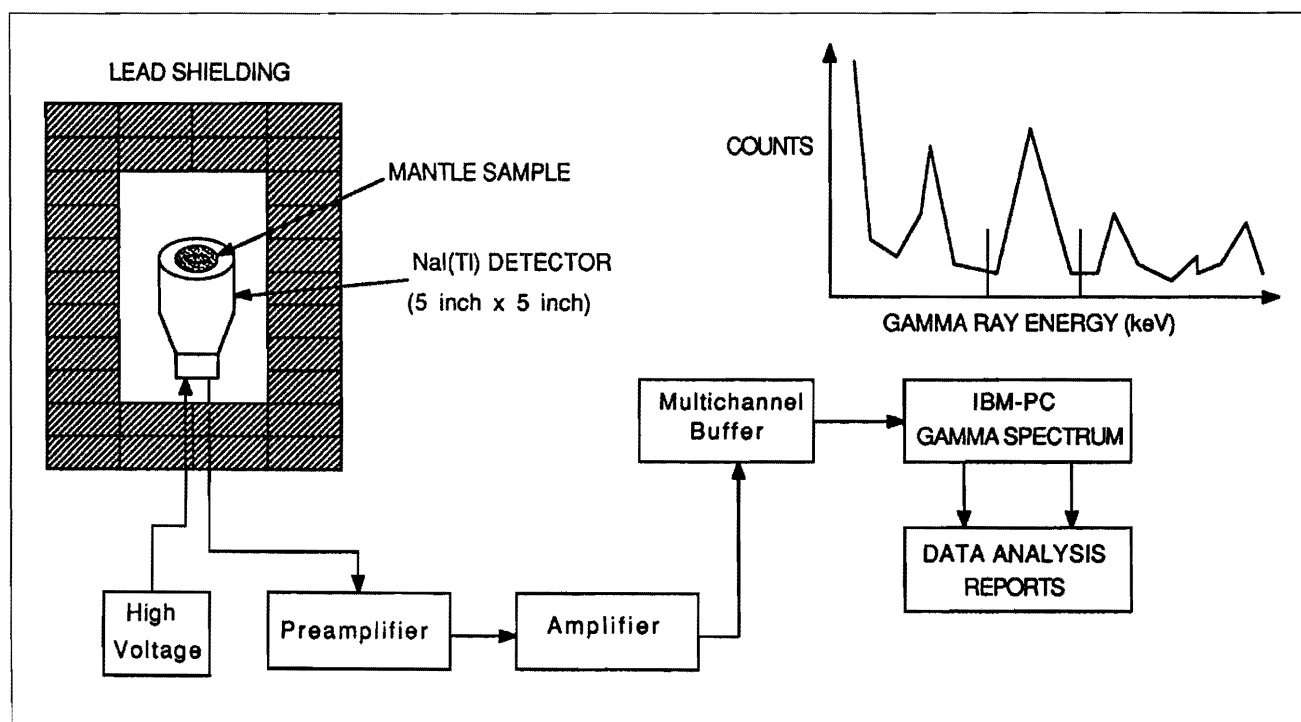 LEAD SHIELDING
MANTLE SAMPLE
NaI(Tl) DETECTOR
(5 inch x 5 inch)
COUNTS
GAMMA RAY ENERGY (keV)
High
Voltage
Preamplifier
Amplifier
Multichannel
Buffer
IBM-PC
GAMMA SPECTRUM
DATA ANALYSIS
REPORTS